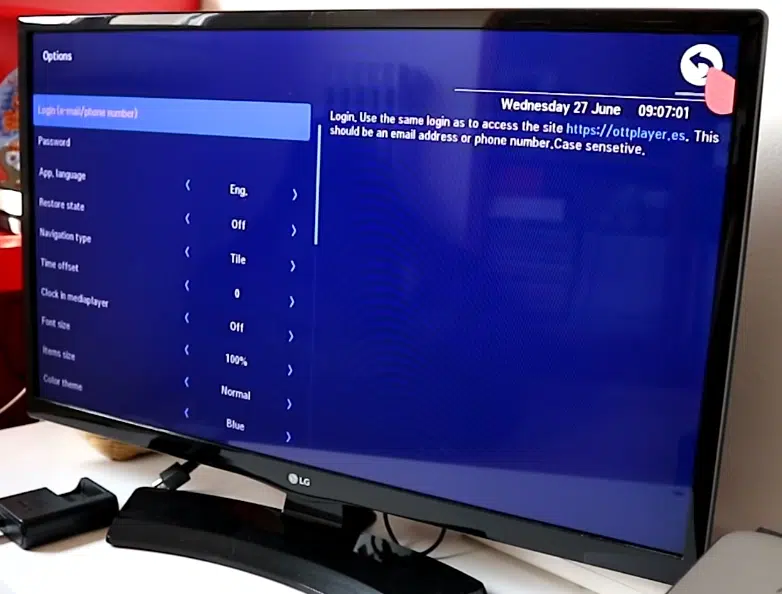 Options
Wednesday 27 June 09:07:01
Login (e-mail/phone number)
Login. Use the same login as to access the site https://ottplayer.es. This
should be an email address or phone number.Case sensetive.
Password
App. language
‹ Eng. ›
Restore state
‹ Off ›
Navigation type
‹ Tile ›
Time offset
‹ 0 ›
Clock in mediaplayer
‹ Off ›
Font size
‹ 100% ›
Items size
‹ Normal ›
Color theme
‹ Blue ›
LG